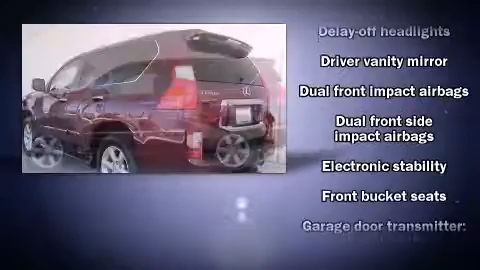 Delay-off headlights
Driver vanity mirror
Dual front impact airbags
Dual front side
impact airbags
Electronic stability
Front bucket seats
Garage door transmitter: